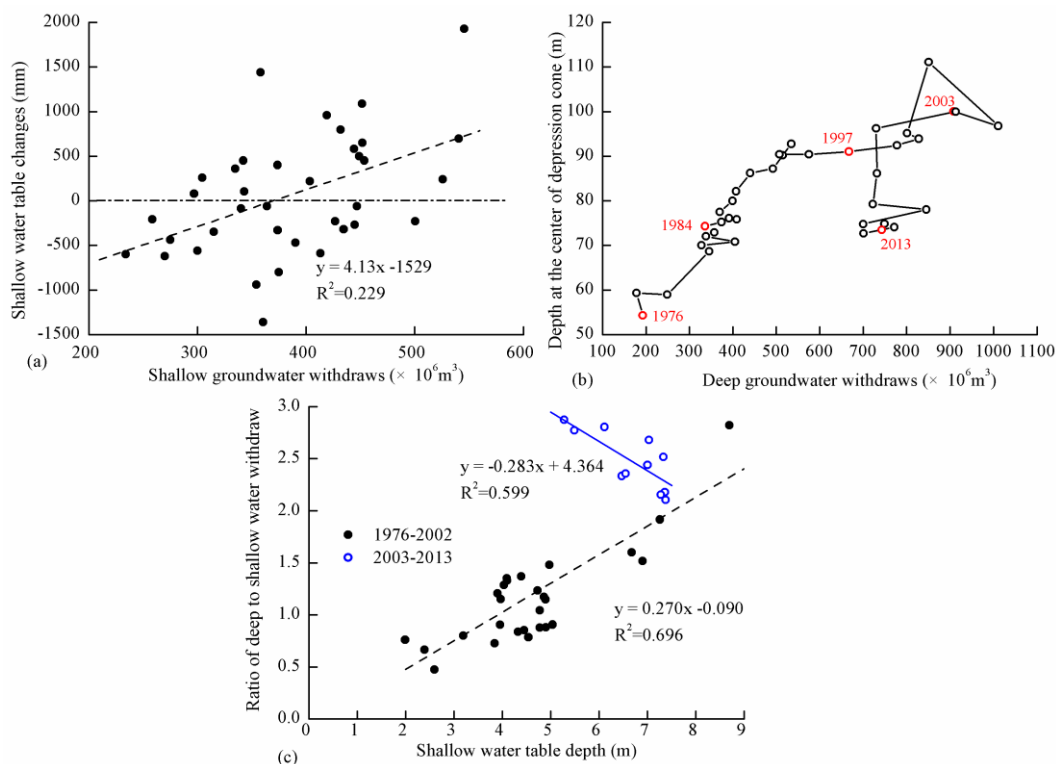 2000
1500
1000
500
0
-500
-1000
-1500
Shallow water table changes (mm)
y = 4.13x -1529
R²=0.229
200 300 400 500 600
(a) Shallow groundwater withdraws (× 10⁶m³)
120
110
100
90
80
70
60
50
Depth at the center of depression cone (m)
2003
1997
1984
2013
1976
100 200 300 400 500 600 700 800 900 1000 1100
(b) Deep groundwater withdraws (× 10⁶m³)
3.0
2.5
2.0
1.5
1.0
0.5
0.0
Ratio of deep to shallow water withdraw
y = -0.283x + 4.364
R²=0.599
1976-2002
2003-2013
y = 0.270x -0.090
R²=0.696
0 1 2 3 4 5 6 7 8 9
(c) Shallow water table depth (m)